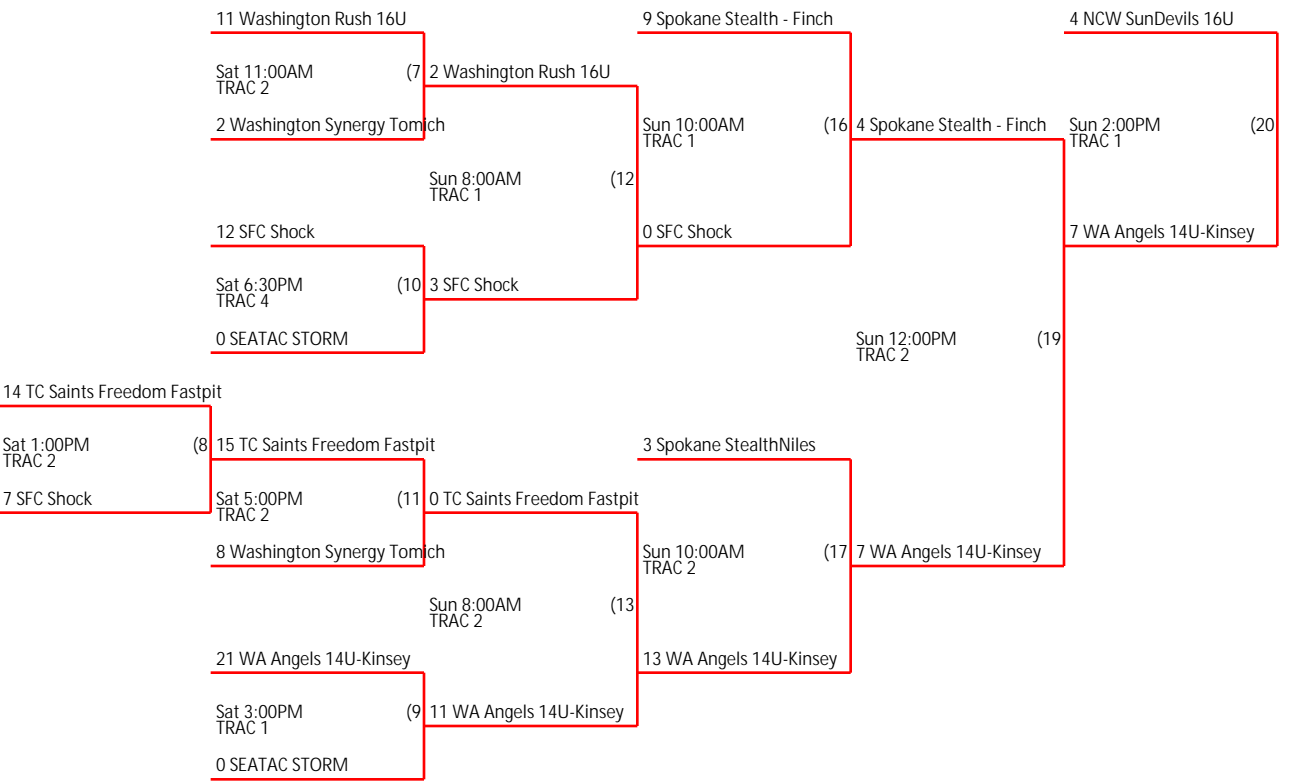 11 Washington Rush 16U
9 Spokane Stealth - Finch
4 NCW SunDevils 16U
Sat 11:00AM
TRAC 2
(7
2 Washington Rush 16U
2 Washington Synergy Tomich
Sun 10:00AM
TRAC 1
(16
4 Spokane Stealth - Finch
Sun 2:00PM
TRAC 1
(20
Sun 8:00AM
TRAC 1
(12
12 SFC Shock
0 SFC Shock
7 WA Angels 14U-Kinsey
Sat 6:30PM
TRAC 4
(10
3 SFC Shock
0 SEATAC STORM
Sun 12:00PM
TRAC 2
(19
14 TC Saints Freedom Fastpit
Sat 1:00PM
TRAC 2
(8
15 TC Saints Freedom Fastpit
3 Spokane StealthNiles
7 SFC Shock
Sat 5:00PM
TRAC 2
(11
0 TC Saints Freedom Fastpit
8 Washington Synergy Tomich
Sun 10:00AM
TRAC 2
(17
7 WA Angels 14U-Kinsey
Sun 8:00AM
TRAC 2
(13
21 WA Angels 14U-Kinsey
13 WA Angels 14U-Kinsey
Sat 3:00PM
TRAC 1
(9
11 WA Angels 14U-Kinsey
0 SEATAC STORM